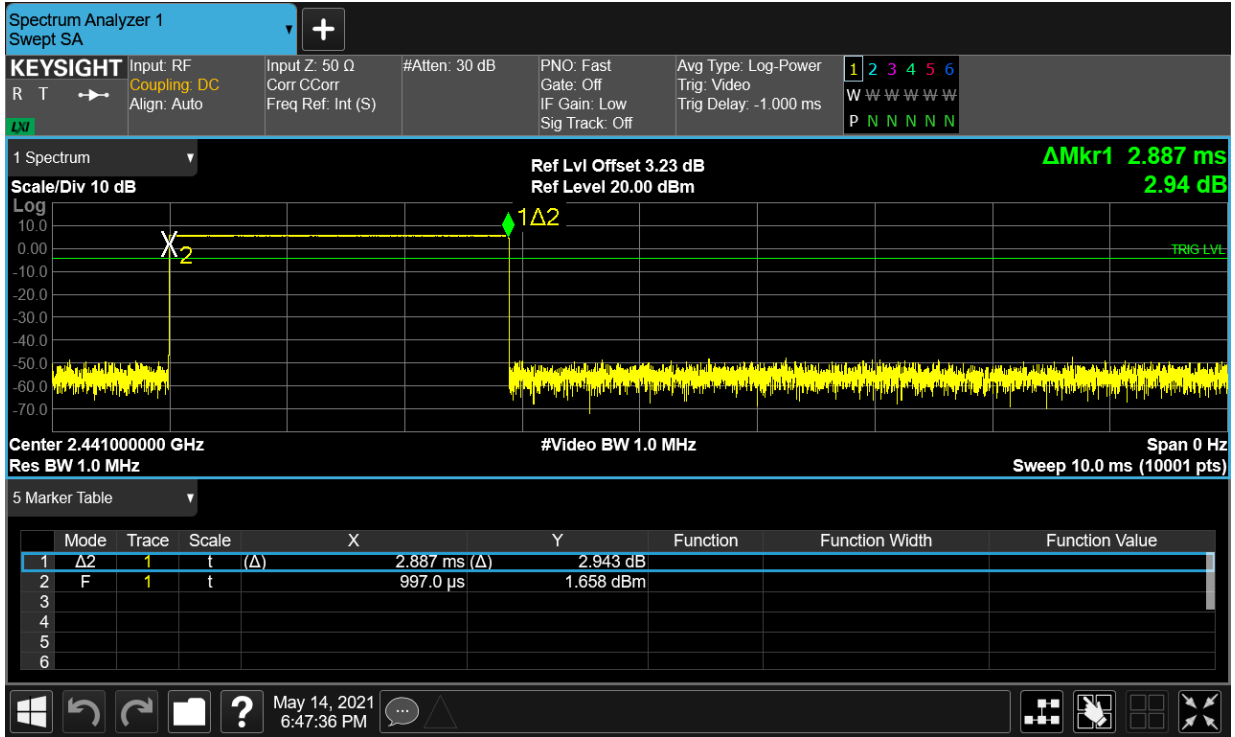 Spectrum Analyzer 1
Swept SA
KEYSIGHT
R T
LXI
Input: RF
Coupling: DC
Align: Auto
Input Z: 50 Ω
Corr CCorr
Freq Ref: Int (S)
#Atten: 30 dB
PNO: Fast
Gate: Off
IF Gain: Low
Sig Track: Off
Avg Type: Log-Power
Trig: Video
Trig Delay: -1.000 ms
1 2 3 4 5 6
W W W W W W
P N N N N N
1 Spectrum
Scale/Div 10 dB
Ref Lvl Offset 3.23 dB
Ref Level 20.00 dBm
ΔMkr1 2.887 ms
2.94 dB
Log
10.0
0.00
-10.0
-20.0
-30.0
-40.0
-50.0
-60.0
-70.0
X
2
1Δ2
TRIG LVL
Center 2.441000000 GHz
#Video BW 1.0 MHz
Span 0 Hz
Res BW 1.0 MHz
Sweep 10.0 ms (10001 pts)
5 Marker Table
Mode Trace Scale X Y Function Function Width Function Value
1 Δ2 1 t (Δ) 2.887 ms (Δ) 2.943 dB
2 F 1 t 997.0 µs 1.658 dBm
3
4
5
6
?
May 14, 2021
6:47:36 PM